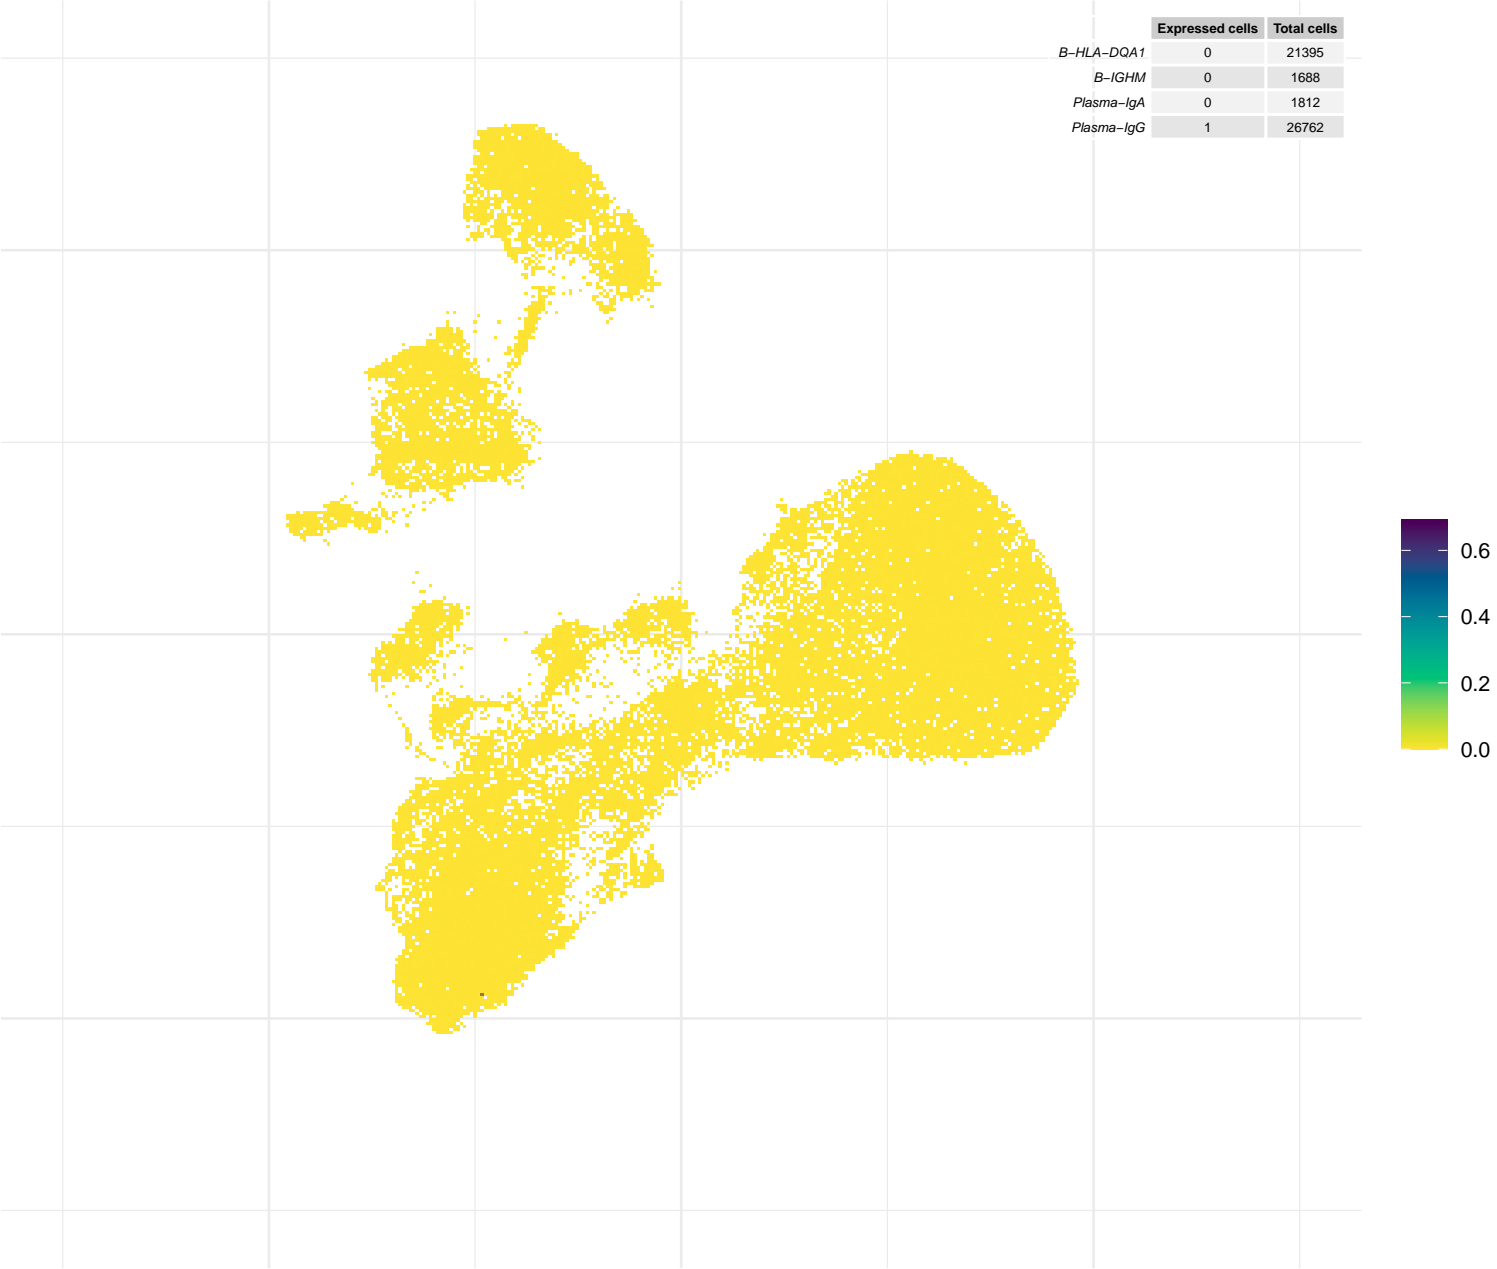 Expressed cells Total cells
B−HLA−DQA1 0 21395
B−IGHM 0 1688
Plasma−IgA 0 1812
Plasma−IgG 1 26762
0.6
0.4
0.2
0.0